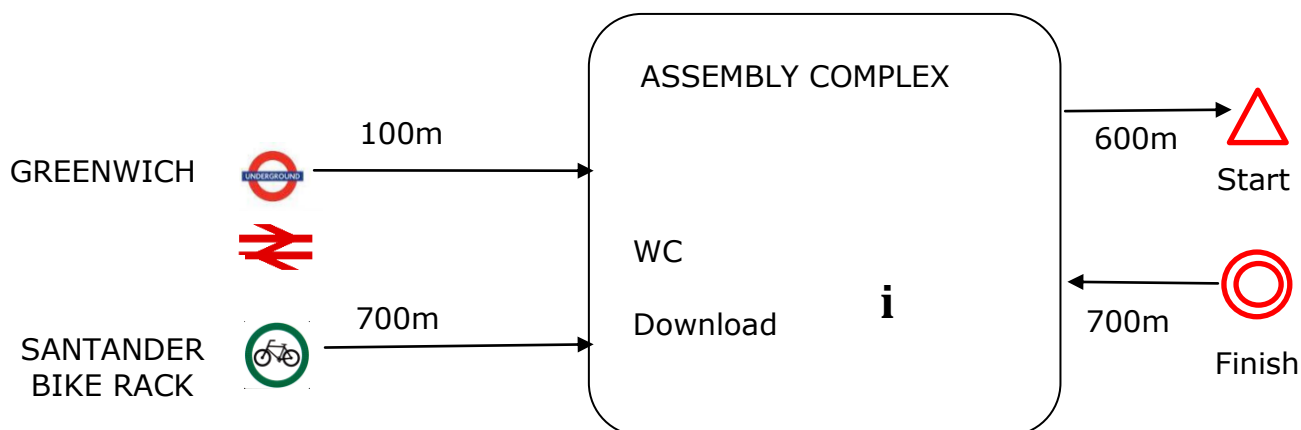 ASSEMBLY COMPLEX
100m
GREENWICH
UNDERGROUND
600m
Start
WC
i
Download
700m
SANTANDER
BIKE RACK
700m
Finish